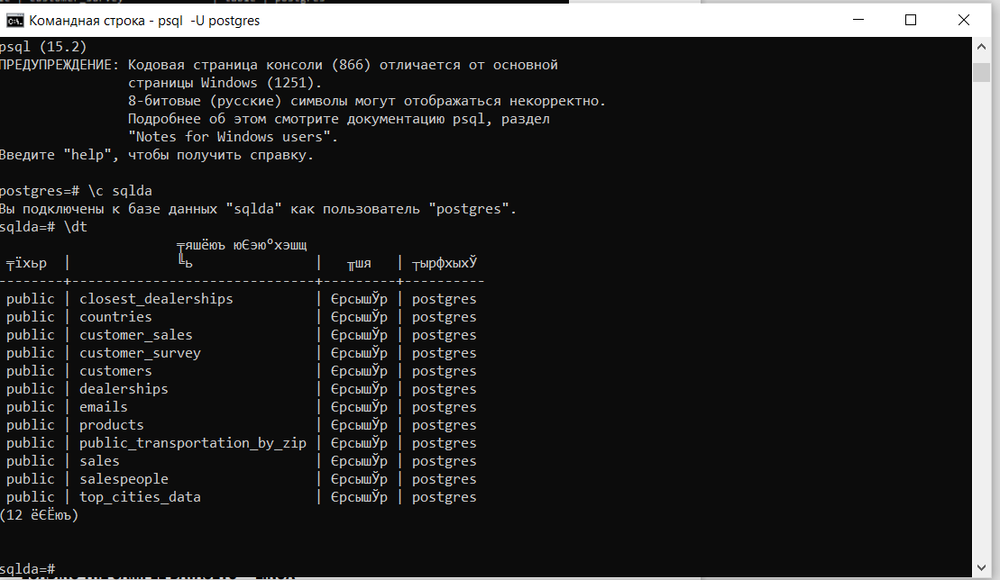 Командная строка - psql  -U postgres
psql (15.2)
ПРЕДУПРЕЖДЕНИЕ: Кодовая страница консоли (866) отличается от основной
страницы Windows (1251).
8-битовые (русские) символы могут отображаться некорректно.
Подробнее об этом смотрите документацию psql, раздел
"Notes for Windows users".
Введите "help", чтобы получить справку.
postgres=# \c sqlda
Вы подключены к базе данных "sqlda" как пользователь "postgres".
sqlda=# \dt
╤яшёюъ юЄэю°хэшщ
╤їхьр | ╚ь | ╥шя | ┬ырфхыхЎ
--------+-----------------------------+---------+----------
public | closest_dealerships | ЄрсышЎр | postgres
public | countries | ЄрсышЎр | postgres
public | customer_sales | ЄрсышЎр | postgres
public | customer_survey | ЄрсышЎр | postgres
public | customers | ЄрсышЎр | postgres
public | dealerships | ЄрсышЎр | postgres
public | emails | ЄрсышЎр | postgres
public | products | ЄрсышЎр | postgres
public | public_transportation_by_zip | ЄрсышЎр | postgres
public | sales | ЄрсышЎр | postgres
public | salespeople | ЄрсышЎр | postgres
public | top_cities_data | ЄрсышЎр | postgres
(12 ёЄЁюъ)
sqlda=#